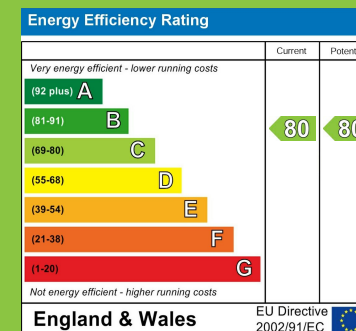 Energy Efficiency Rating
Current
Very energy efficient - lower running costs
(92 plus) A
(81-91) B
(69-80) C
(55-68) D
(39-54) E
(21-38) F
(1-20) G
80
Not energy efficient - higher running costs
England & Wales
EU Directive
2002/91/EC